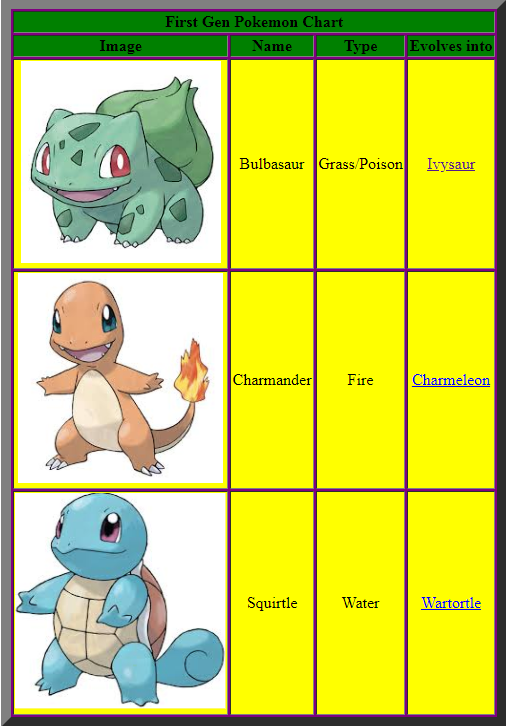 First Gen Pokemon Chart
Image Name Type Evolves into
Bulbasaur Grass/Poison Ivysaur
Charmander Fire Charmeleon
Squirtle Water Wartortle